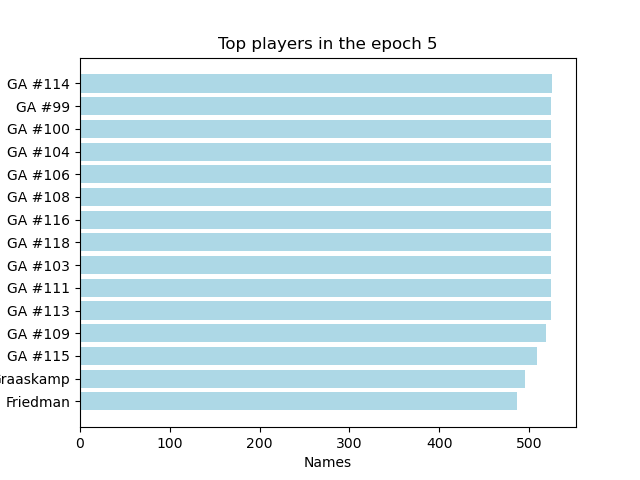 Top players in the epoch 5
GA #114
GA #99
GA #100
GA #104
GA #106
GA #108
GA #116
GA #118
GA #103
GA #111
GA #113
GA #109
GA #115
raaskamp
Friedman
0 100 200 300 400 500
Names